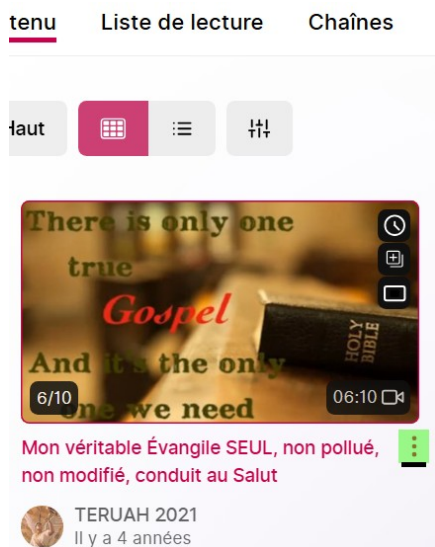 tenu Liste de lecture Chaînes
Haut
There is only one
true
Gospel
HOLY
BIBLE
And it's the only
one we need
6/10
06:10
Mon véritable Évangile SEUL, non pollué,
non modifié, conduit au Salut
TERUAH 2021
Il y a 4 années